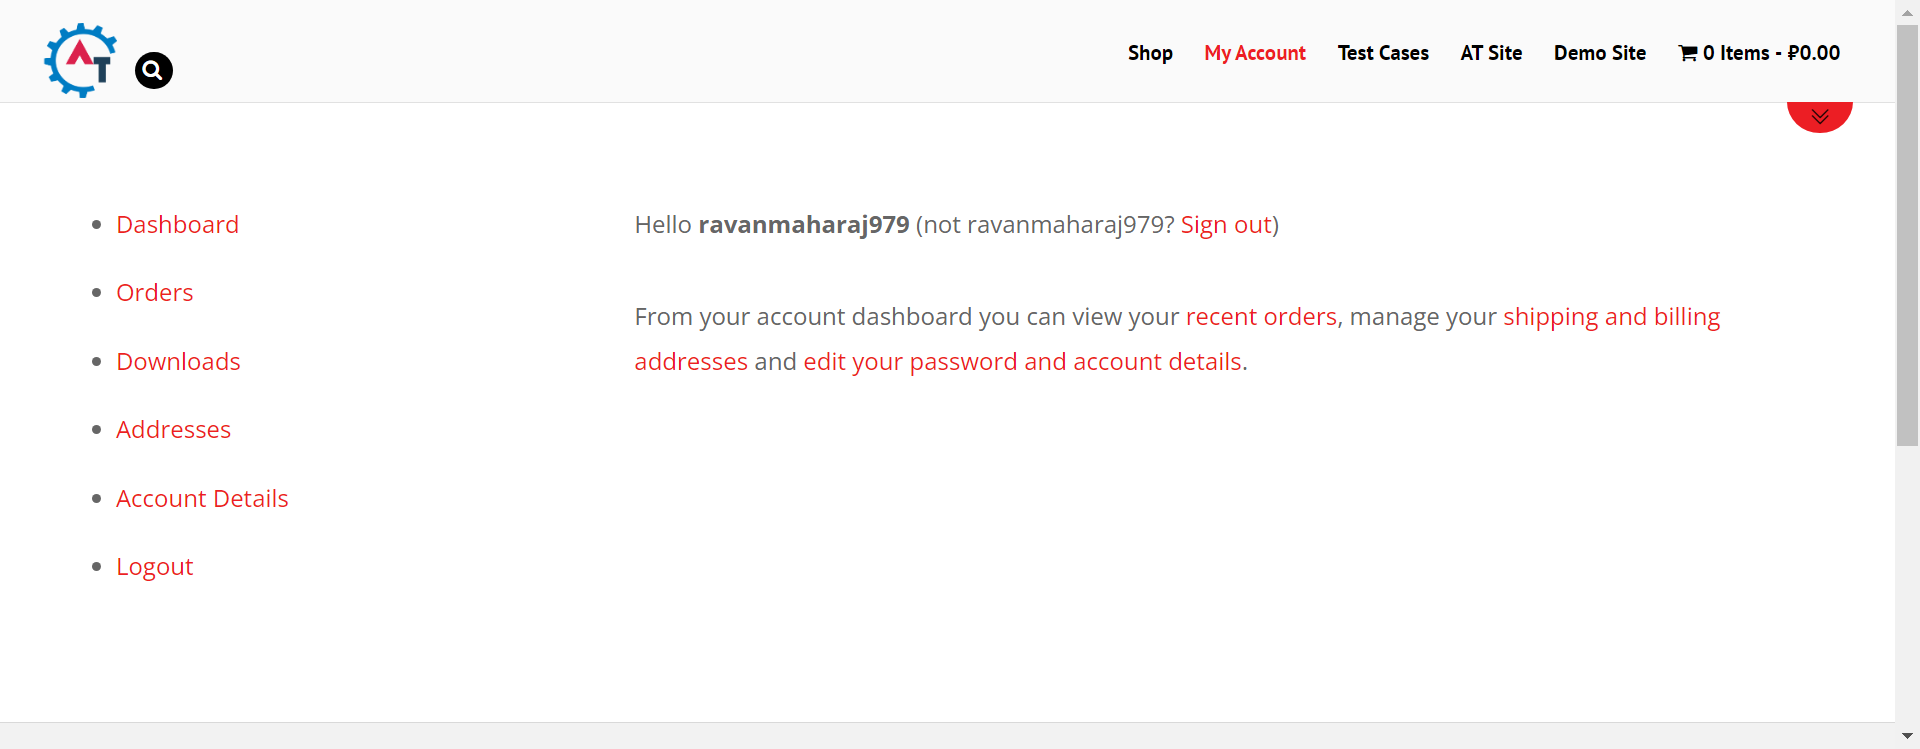 AT
Shop My Account Test Cases AT Site Demo Site 0 Items - ₽0.00
Dashboard
Orders
Downloads
Addresses
Account Details
Logout
Hello ravanmaharaj979 (not ravanmaharaj979? Sign out)
From your account dashboard you can view your recent orders, manage your shipping and billing
addresses and edit your password and account details.